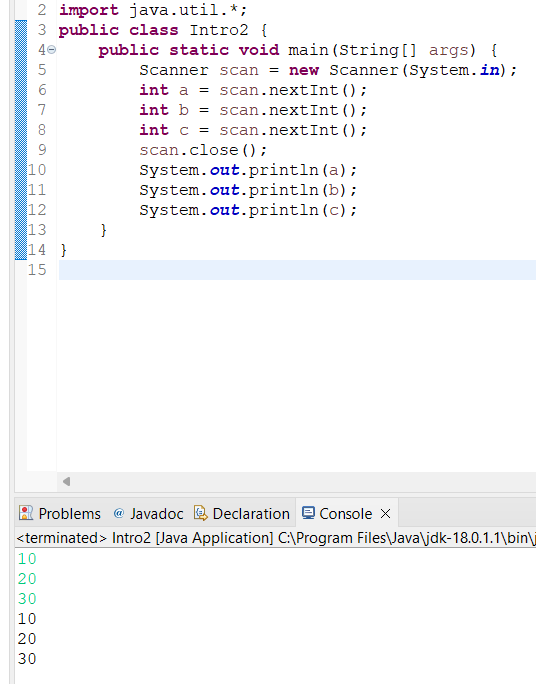 2 import java.util.*;
3 public class Intro2 {
4 public static void main(String[] args) {
5 Scanner scan = new Scanner(System.in);
6 int a = scan.nextInt();
7 int b = scan.nextInt();
8 int c = scan.nextInt();
9 scan.close();
10 System.out.println(a);
11 System.out.println(b);
12 System.out.println(c);
13 }
14 }
15
Problems @ Javadoc Declaration Console
<terminated> Intro2 [Java Application] C:\Program Files\Java\jdk-18.0.1.1\bin\j
10
20
30
10
20
30